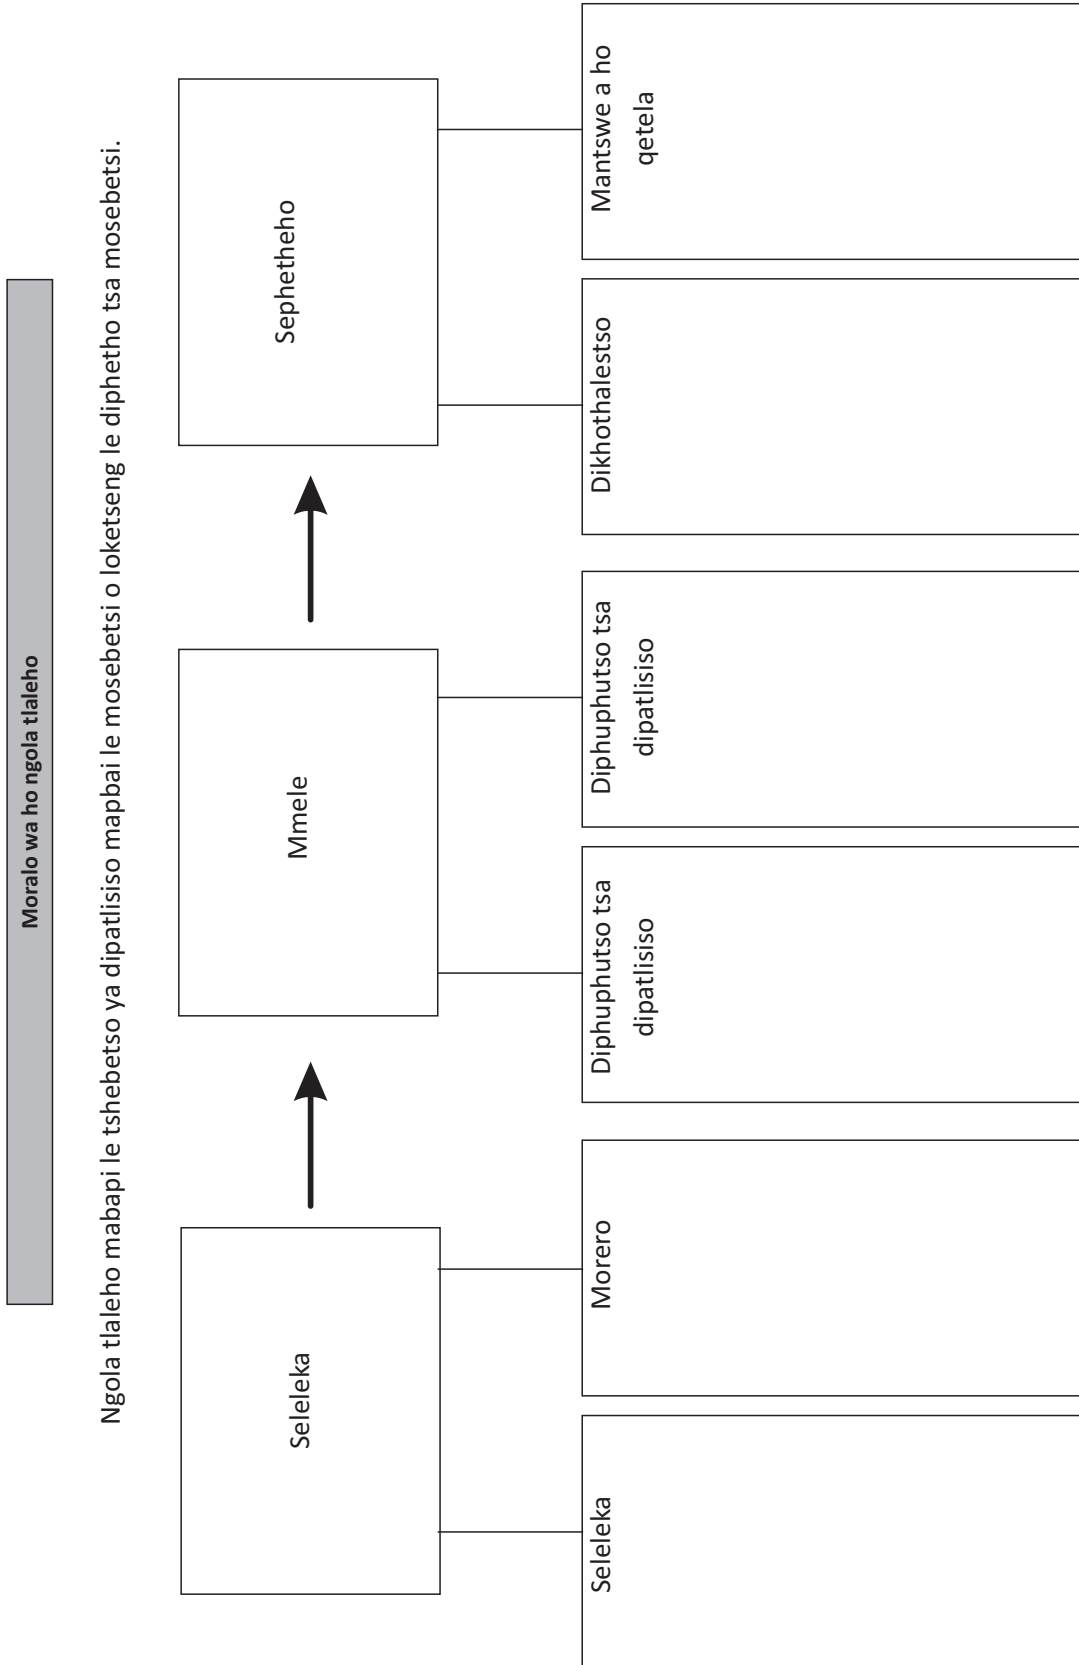 Moralo wa ho ngola tlaleho
Ngola tlaleho mabapi le tshebetso ya dipatlisiso mapbai le mosebetsi o loketseng le diphetho tsa mosebetsi.
Seleleka
Mmele
Sephetheho
Seleleka
Morero
Diphuphutso tsa
dipatlisiso
Diphuphutso tsa
dipatlisiso
Dikhothalestso
Mantswe a ho
qetela